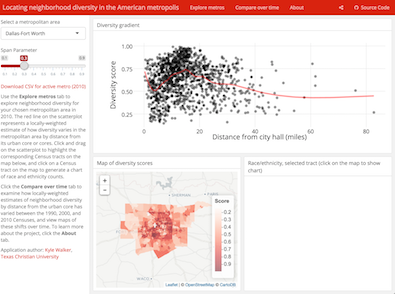 Locating neighborhood diversity in the American metropolis
Explore metros
Compare over time
About
Source Code
Select a metropolitan area
Dallas-Fort Worth
Span Parameter
0.1
0.3
0.9
0.1 0.2 0.3 0.4 0.5 0.6 0.7 0.8 0.9
Download CSV for active metro (2010)
Use the Explore metros tab to
explore neighborhood diversity for
your chosen metropolitan area in
2010. The red line on the scatterplot
represents a locally-weighted
estimate of how diversity varies in the
metropolitan area by distance from
its urban core or cores. Click and drag
on the scatterplot to highlight the
corresponding Census tracts on the
map below, and click on a Census
tract on the map to generate a chart
of race and ethnicity counts.
Click the Compare over time tab to
examine how locally-weighted
estimates of neighborhood diversity
by distance from the urban core has
varied between the 1990, 2000, and
2010 Censuses, and view maps of
these shifts over time. To learn more
about the project, click the About
tab.
Application author: Kyle Walker,
Texas Christian University
Diversity gradient
Diversity score
1.00
0.75
0.50
0.25
0 20 40 60 80
Distance from city hall (miles)
Map of diversity scores
+
−
SHERMAN
PARIS
WACO
Score
0.2
0.3
0.4
0.5
0.6
0.7
0.8
0.9
Leaflet | © OpenStreetMap © CartoDB
Race/ethnicity, selected tract (click on the map to show
chart)